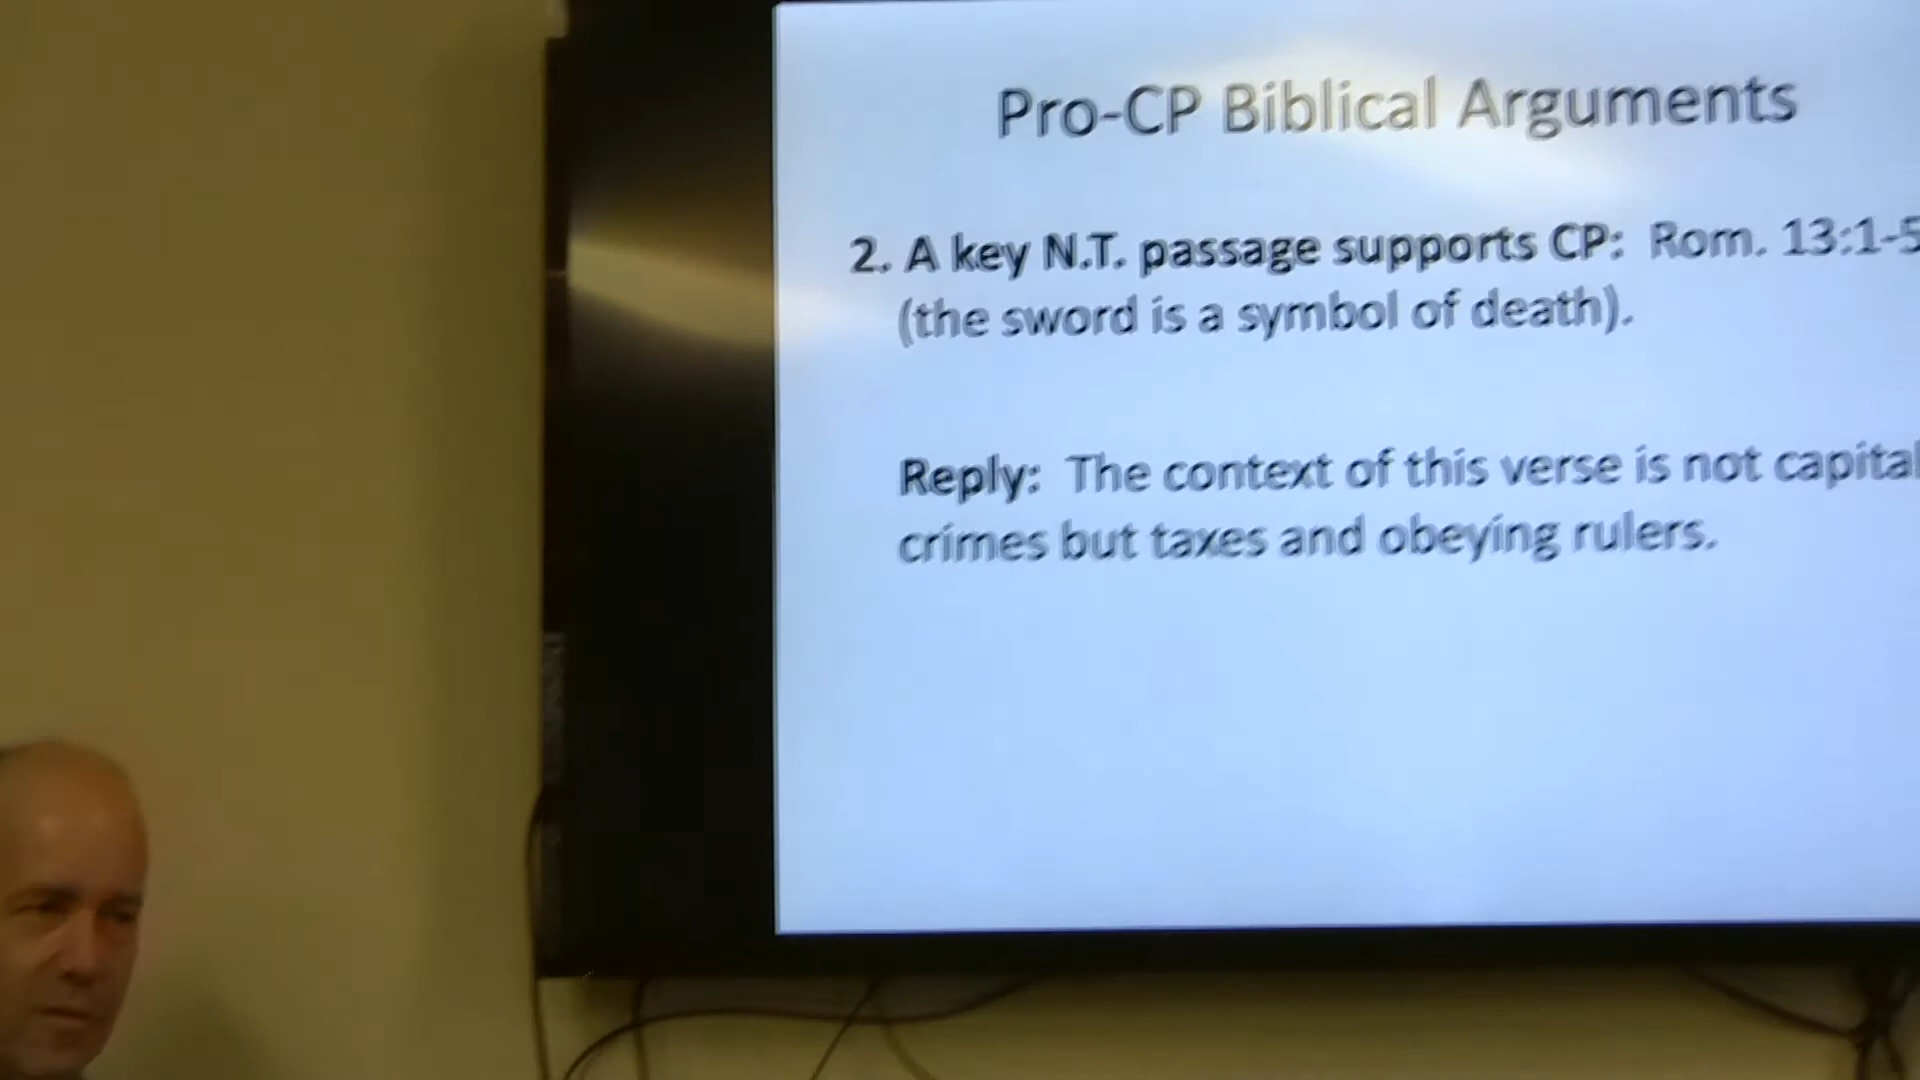 Pro-CP Biblical Arguments
2. A key N.T. passage supports CP: Rom. 13:1-5
(the sword is a symbol of death).
Reply: The context of this verse is not capital
crimes but taxes and obeying rulers.